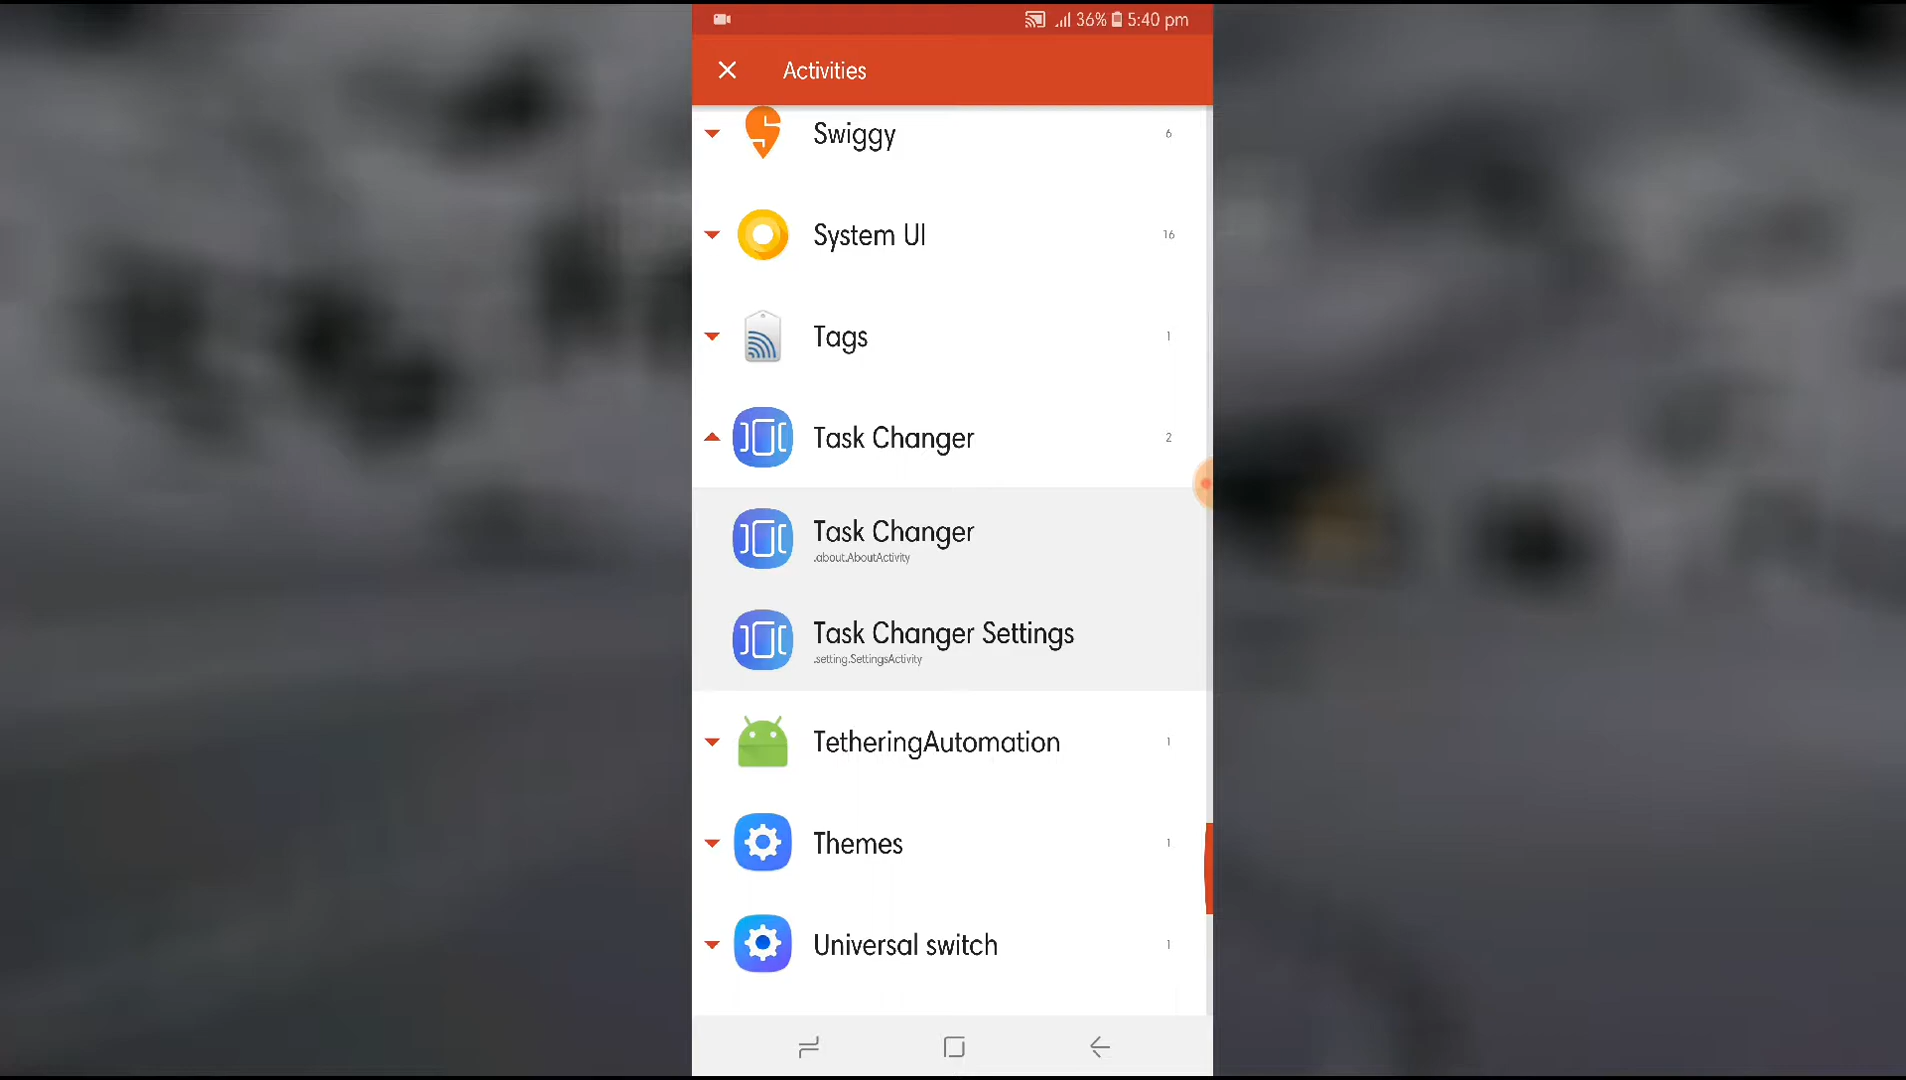 36% 5:40 pm
Activities
Swiggy 6
System UI 16
Tags 1
Task Changer 2
Task Changer
.about.AboutActivity
Task Changer Settings
.setting.SettingsActivity
TetheringAutomation 1
Themes 1
Universal switch 1